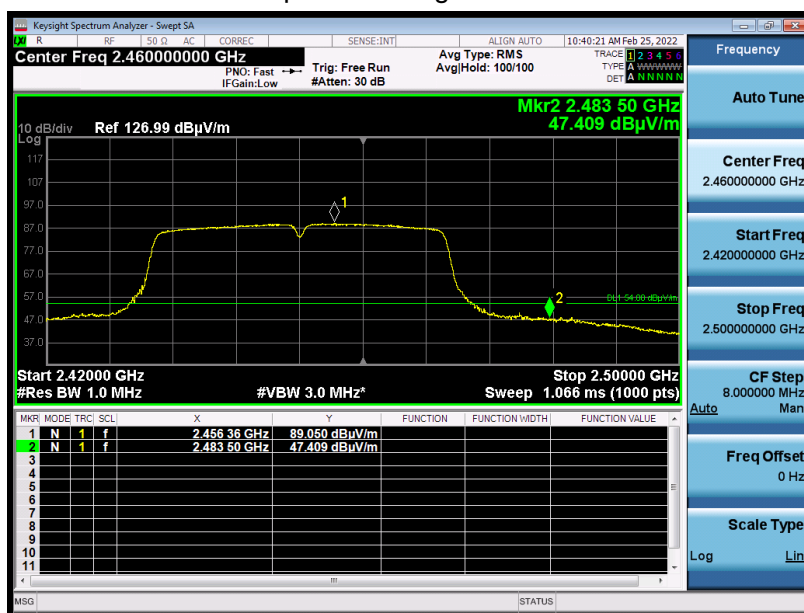 Keysight Spectrum Analyzer - Swept SA
LXI R RF 50 Ω AC CORREC SENSE:INT ALIGN AUTO 10:40:21 AM Feb 25, 2022
Center Freq 2.460000000 GHz
PNO: Fast
IFGain:Low
Trig: Free Run
#Atten: 30 dB
Avg Type: RMS
Avg|Hold: 100/100
TRACE 1 2 3 4 5 6
TYPE A WWWWW
DET A N N N N N
Mkr2 2.483 50 GHz
47.409 dBµV/m
10 dB/div Ref 126.99 dBµV/m
Log
117
107
97.0
87.0
77.0
67.0
57.0
47.0
37.0
1
2
DL1 54.00 dBµV/m
Start 2.42000 GHz Stop 2.50000 GHz
#Res BW 1.0 MHz #VBW 3.0 MHz* Sweep 1.066 ms (1000 pts)
MKR MODE TRC SCL X Y FUNCTION FUNCTION WIDTH FUNCTION VALUE
1 N 1 f 2.456 36 GHz 89.050 dBµV/m
2 N 1 f 2.483 50 GHz 47.409 dBµV/m
3
4
5
6
7
8
9
10
11
MSG STATUS
Frequency
Auto Tune
Center Freq
2.460000000 GHz
Start Freq
2.420000000 GHz
Stop Freq
2.500000000 GHz
CF Step
8.000000 MHz
Auto Man
Freq Offset
0 Hz
Scale Type
Log Lin